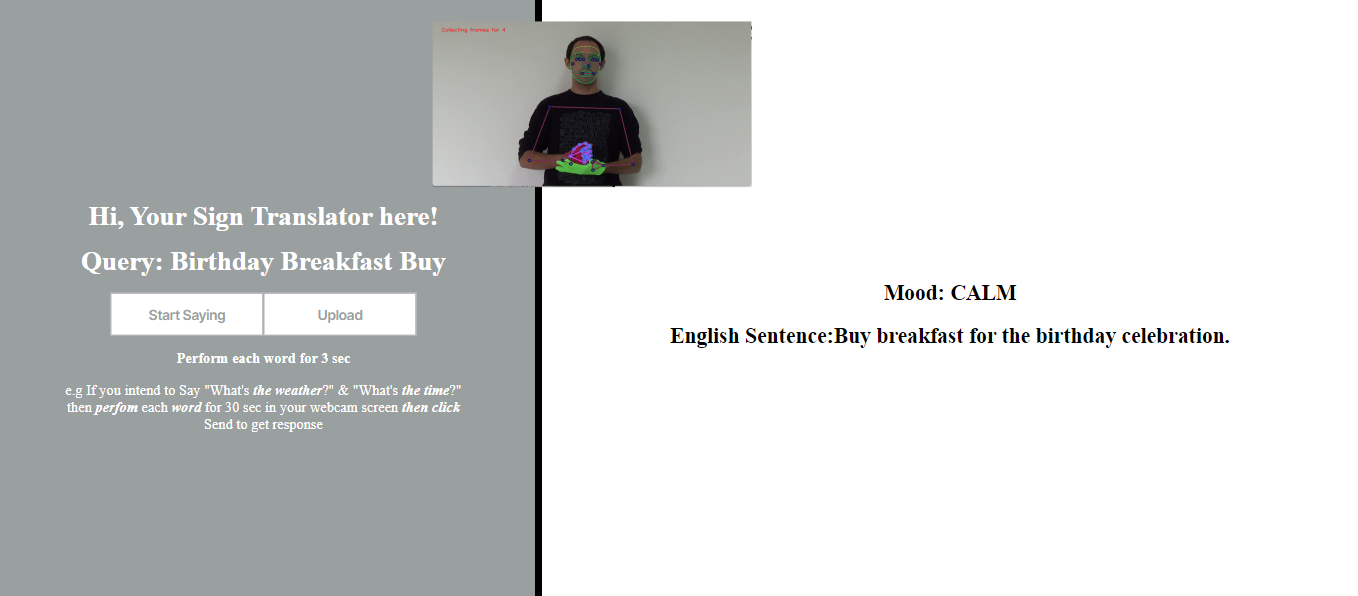 Collecting frames for 4
Hi, Your Sign Translator here!
Query: Birthday Breakfast Buy
Start Saying
Upload
Perform each word for 3 sec
e.g If you intend to Say "What's the weather?" & "What's the time?"
then perfom each word for 30 sec in your webcam screen then click
Send to get response
Mood: CALM
English Sentence:Buy breakfast for the birthday celebration.